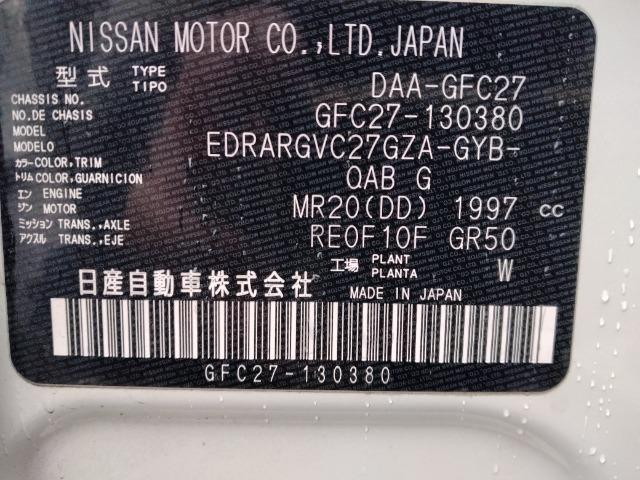 NISSAN MOTOR CO.,LTD.JAPAN
型式 TYPE TIPO DAA-GFC27
CHASSIS NO.
NO.DE CHASIS GFC27-130380
MODEL
MODELO EDRARGVC27GZA-GYB-
カラー COLOR,TRIM
トリム COLOR,GUARNICION QAB G
エン ENGINE
ジン MOTOR MR20(DD) 1997 CC
ミッション TRANS.,AXLE
アクスル TRANS.,EJE RE0F10F GR50
工場 PLANT PLANTA W
日産自動車株式会社 MADE IN JAPAN
GFC27-130380